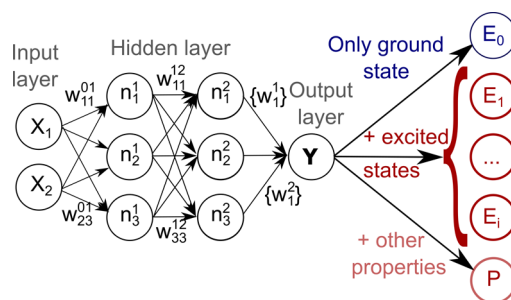 Input
layer
Hidden layer
Output
layer
Only ground
state
+ excited
states
+ other
properties
X1
X2
w11^01
w23^01
n1^1
n2^1
n3^1
w11^12
w33^12
n1^2
n2^2
n3^2
{w1^1}
{w1^2}
Y
E0
E1
...
Ei
P